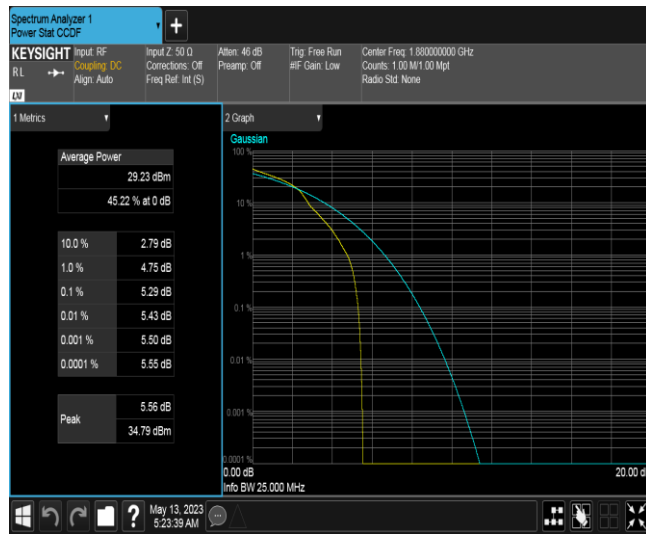 Spectrum Analyzer 1
Power Stat CCDF
+
KEYSIGHT
RL
LXI
Input: RF
Coupling: DC
Align: Auto
Input Z: 50 Ω
Corrections: Off
Freq Ref: Int (S)
Atten: 46 dB
Preamp: Off
Trig: Free Run
#IF Gain: Low
Center Freq: 1.880000000 GHz
Counts: 1.00 M/1.00 Mpt
Radio Std: None
1 Metrics
Average Power
29.23 dBm
45.22 % at 0 dB
10.0 % 2.79 dB
1.0 % 4.75 dB
0.1 % 5.29 dB
0.01 % 5.43 dB
0.001 % 5.50 dB
0.0001 % 5.55 dB
Peak
5.56 dB
34.79 dBm
2 Graph
Gaussian
100 %
10 %
1 %
0.1 %
0.01 %
0.001 %
0.0001 %
0.00 dB
20.00 d
Info BW 25.000 MHz
?
May 13, 2023
5:23:39 AM